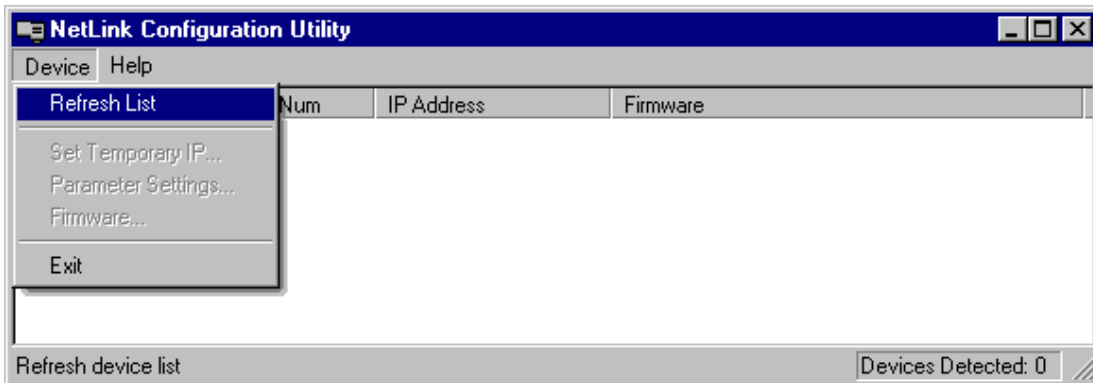 NetLink Configuration Utility
Device Help
Refresh List
Num IP Address Firmware
Set Temporary IP...
Parameter Settings...
Firmware...
Exit
Refresh device list Devices Detected: 0